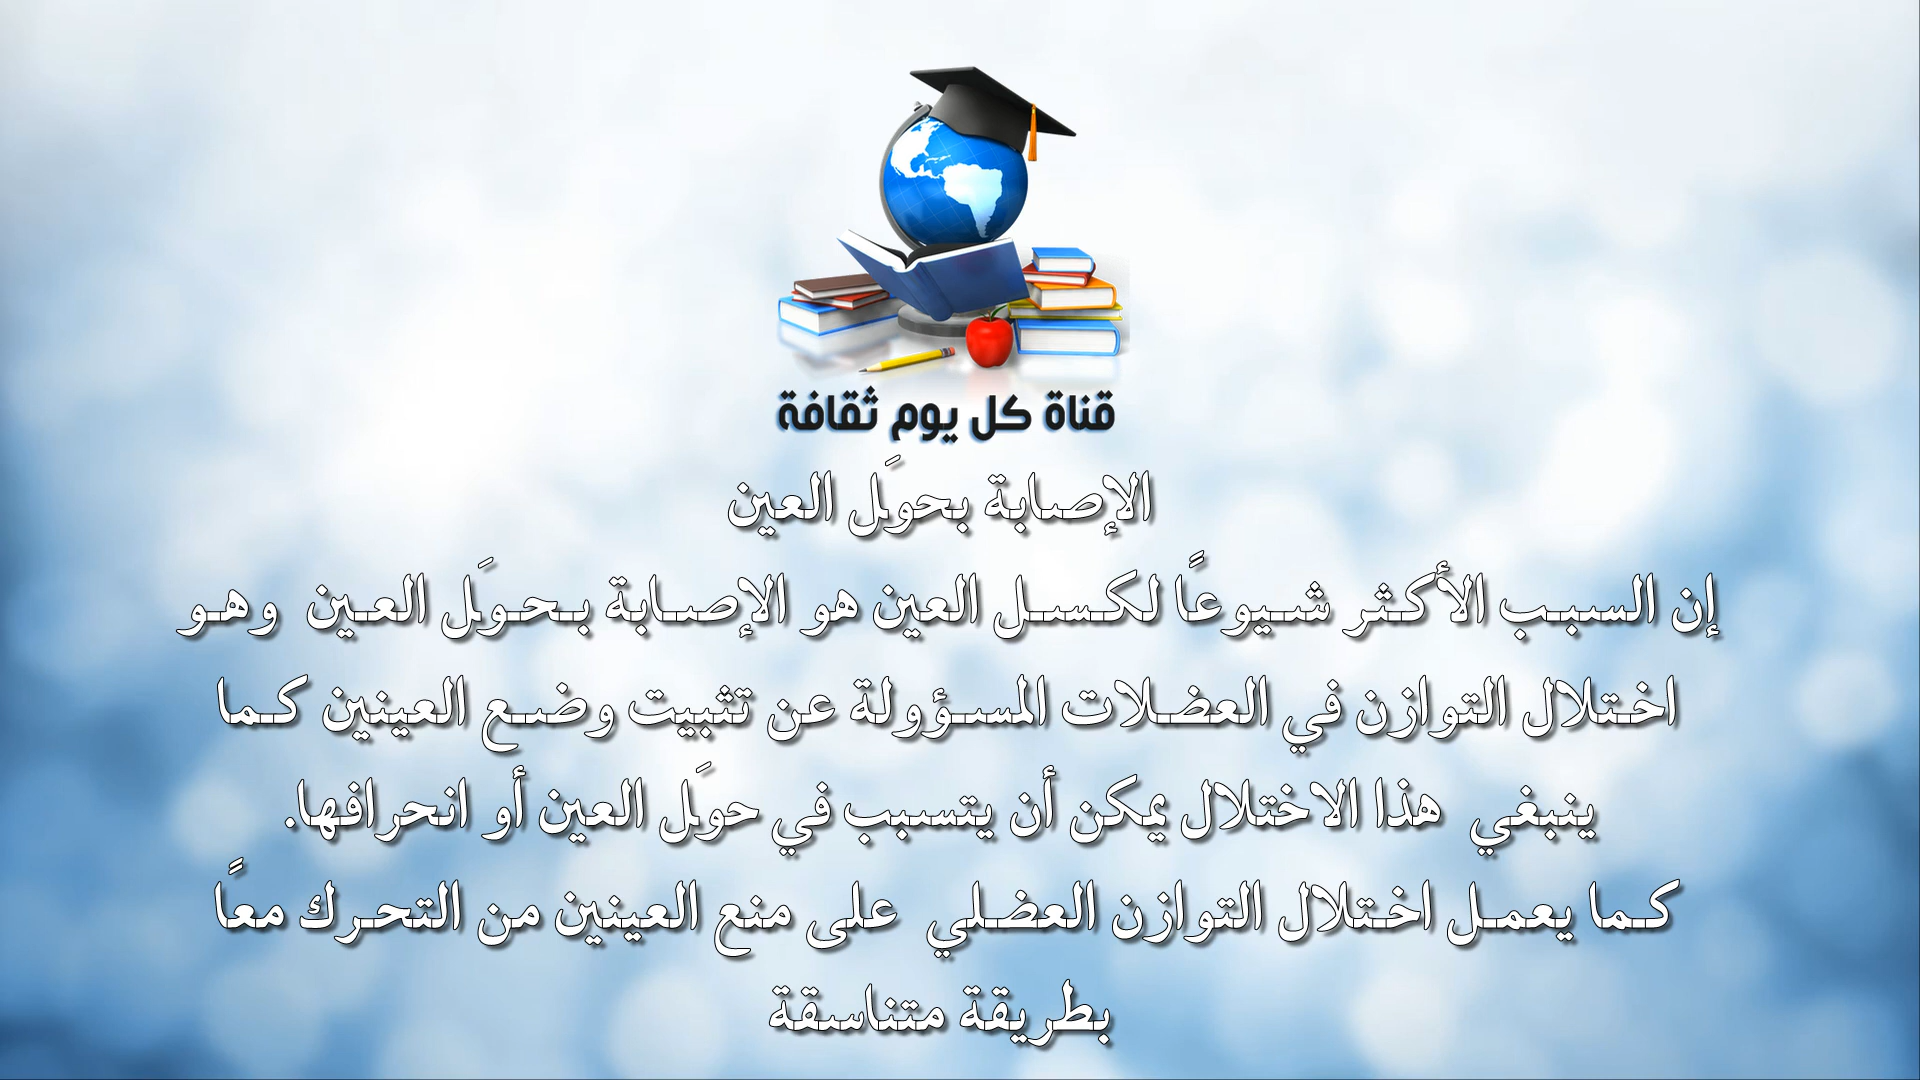 قناة كل يوم ثقافة
الإصابة بحوَل العين
إن السبب الأكثر شيوعًا لكسل العين هو الإصابة بحوَل العين وهو
اختلال التوازن في العضلات المسؤولة عن تثبيت وضع العينين كما
ينبغي هذا الاختلال يمكن أن يتسبب في حوَل العين أو انحرافها.
كما يعمل اختلال التوازن العضلي على منع العينين من التحرك معًا
بطريقة متناسقة